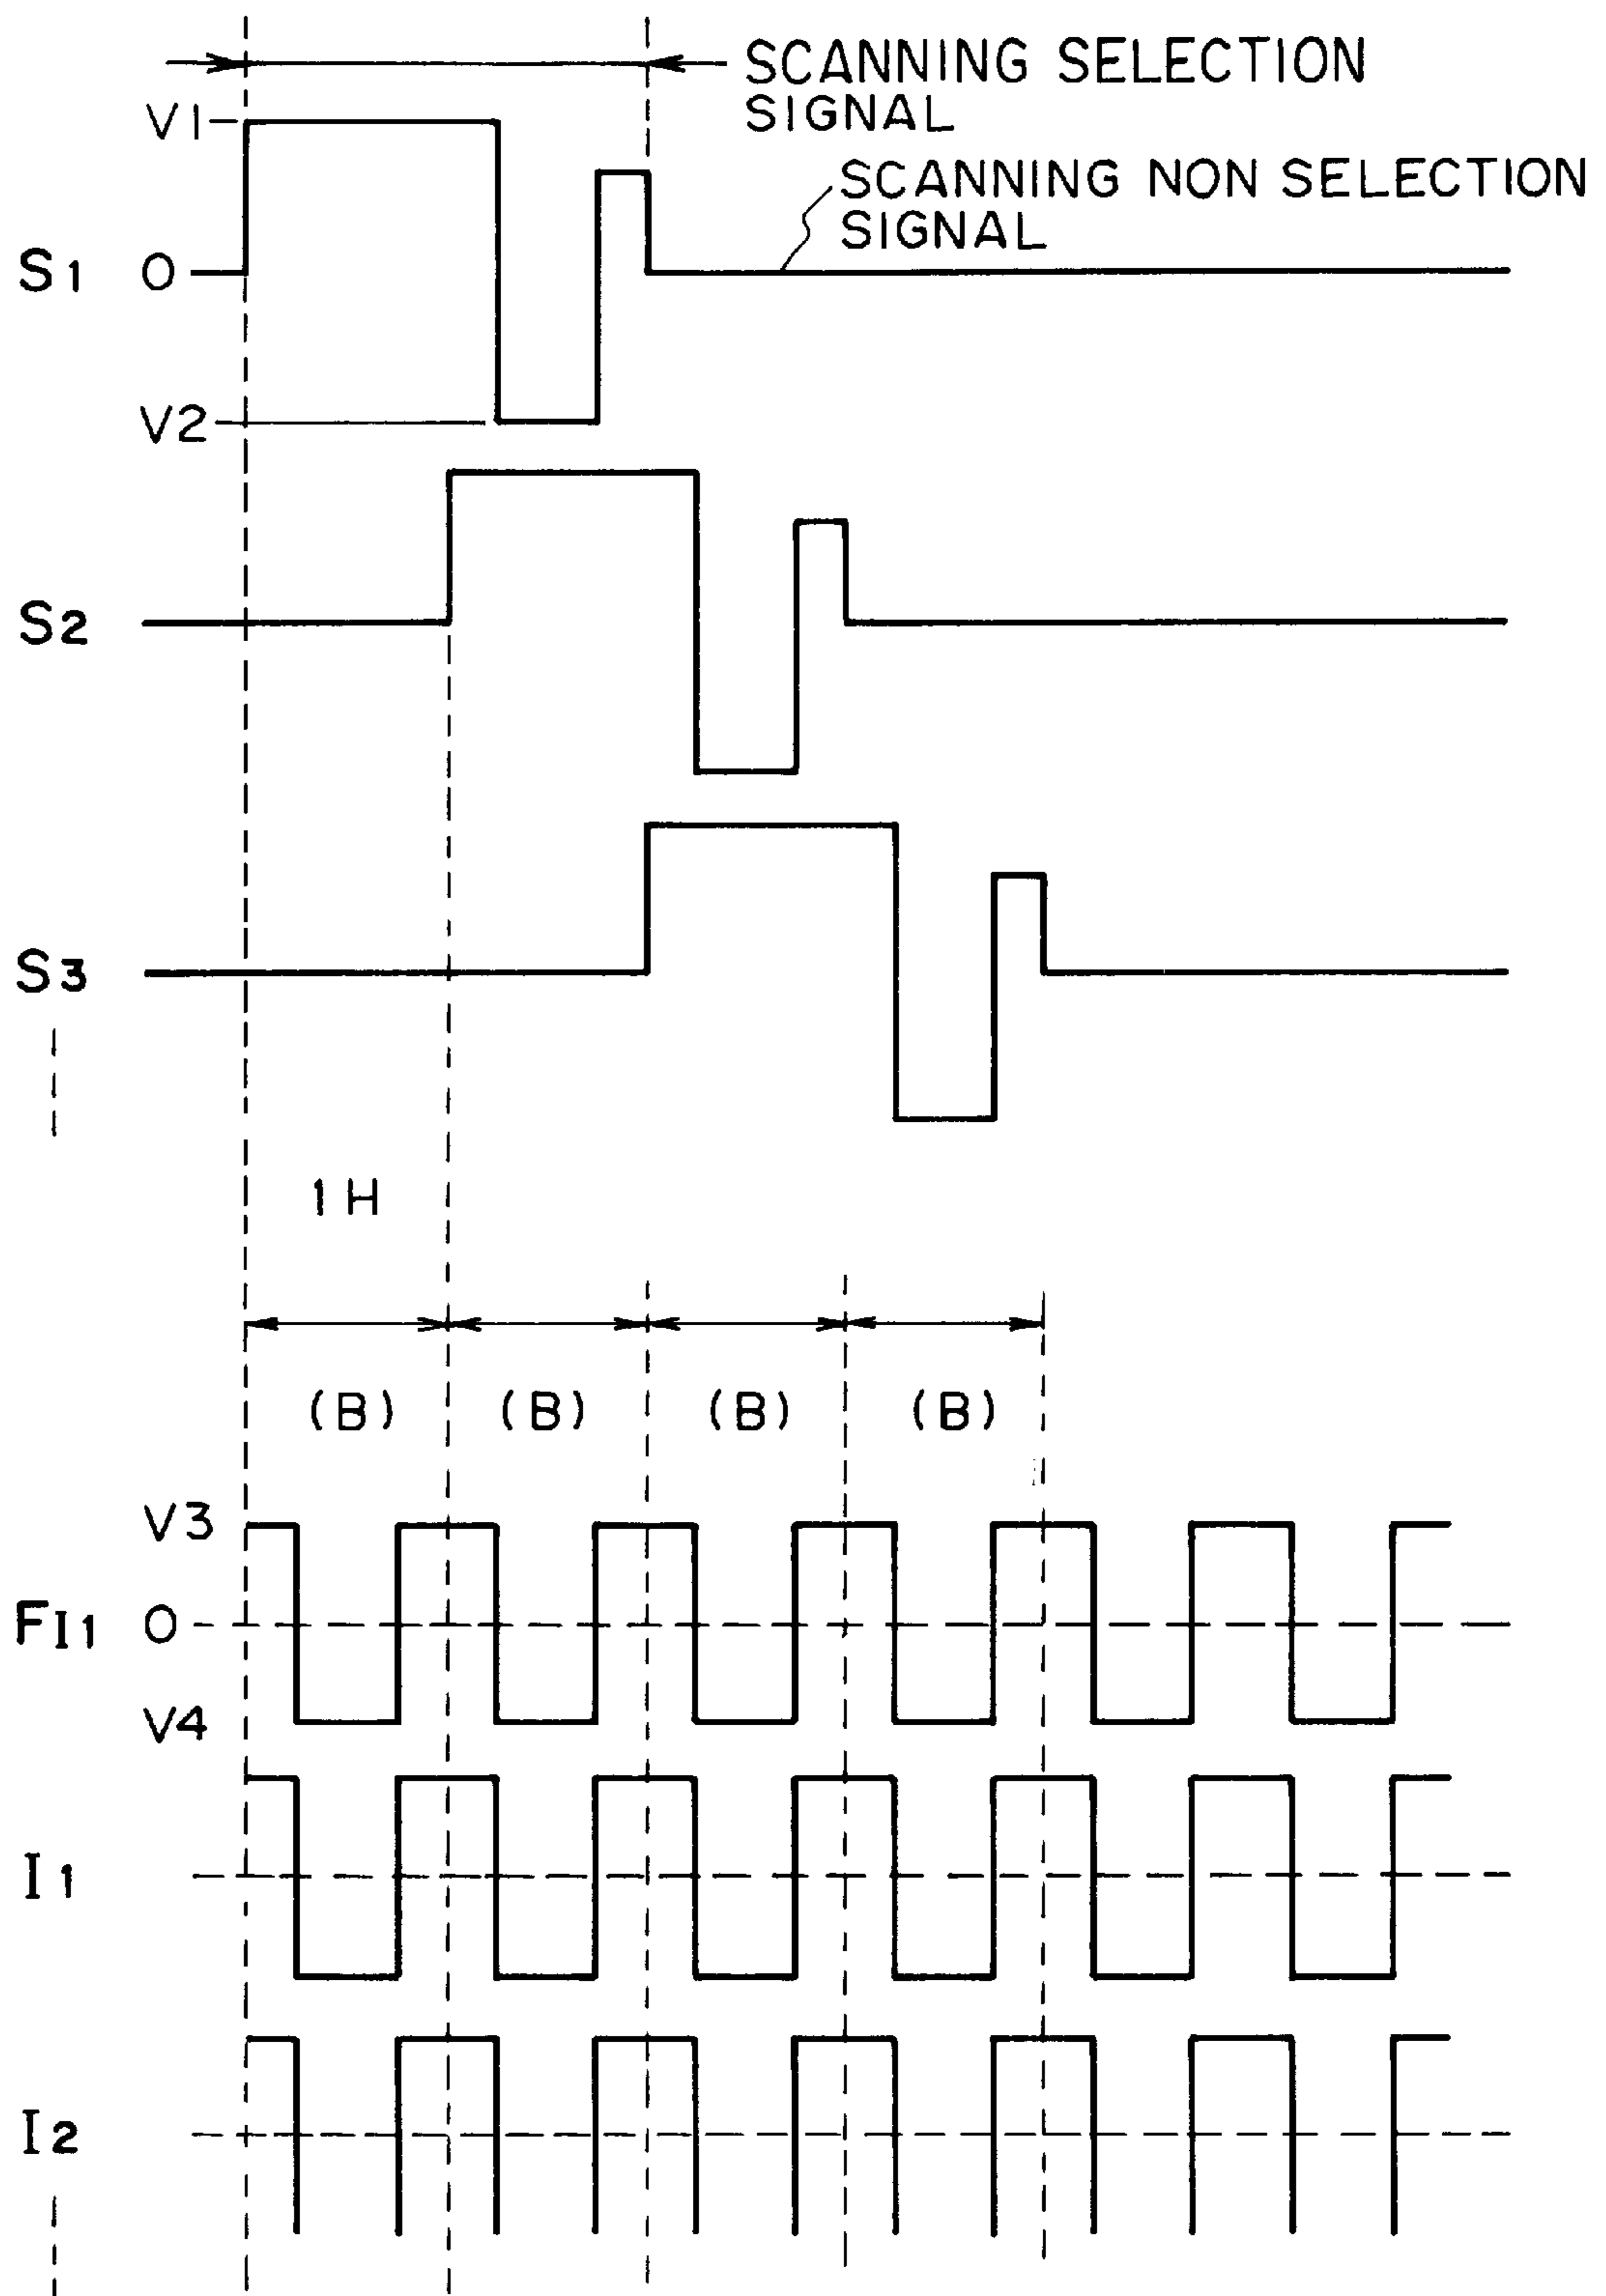 SCANNING SELECTION
SIGNAL
V1
SCANNING NON SELECTION
SIGNAL
S1 0
V2
S2
S3
1H
(B) (B) (B) (B)
V3
FI1 0
V4
I1
I2